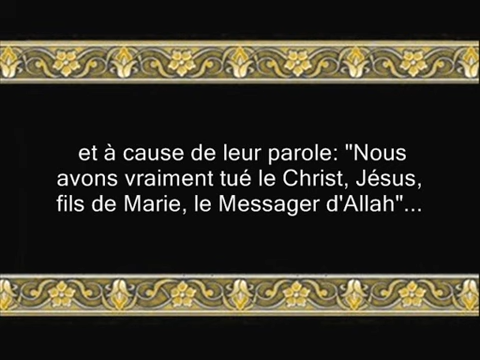 et à cause de leur parole: "Nous
avons vraiment tué le Christ, Jésus,
fils de Marie, le Messager d'Allah"...